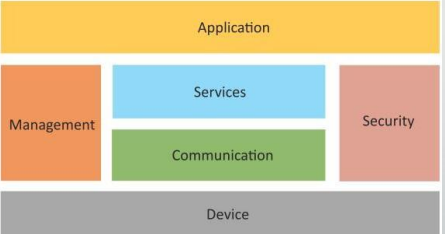 Application
Services
Management
Security
Communication
Device